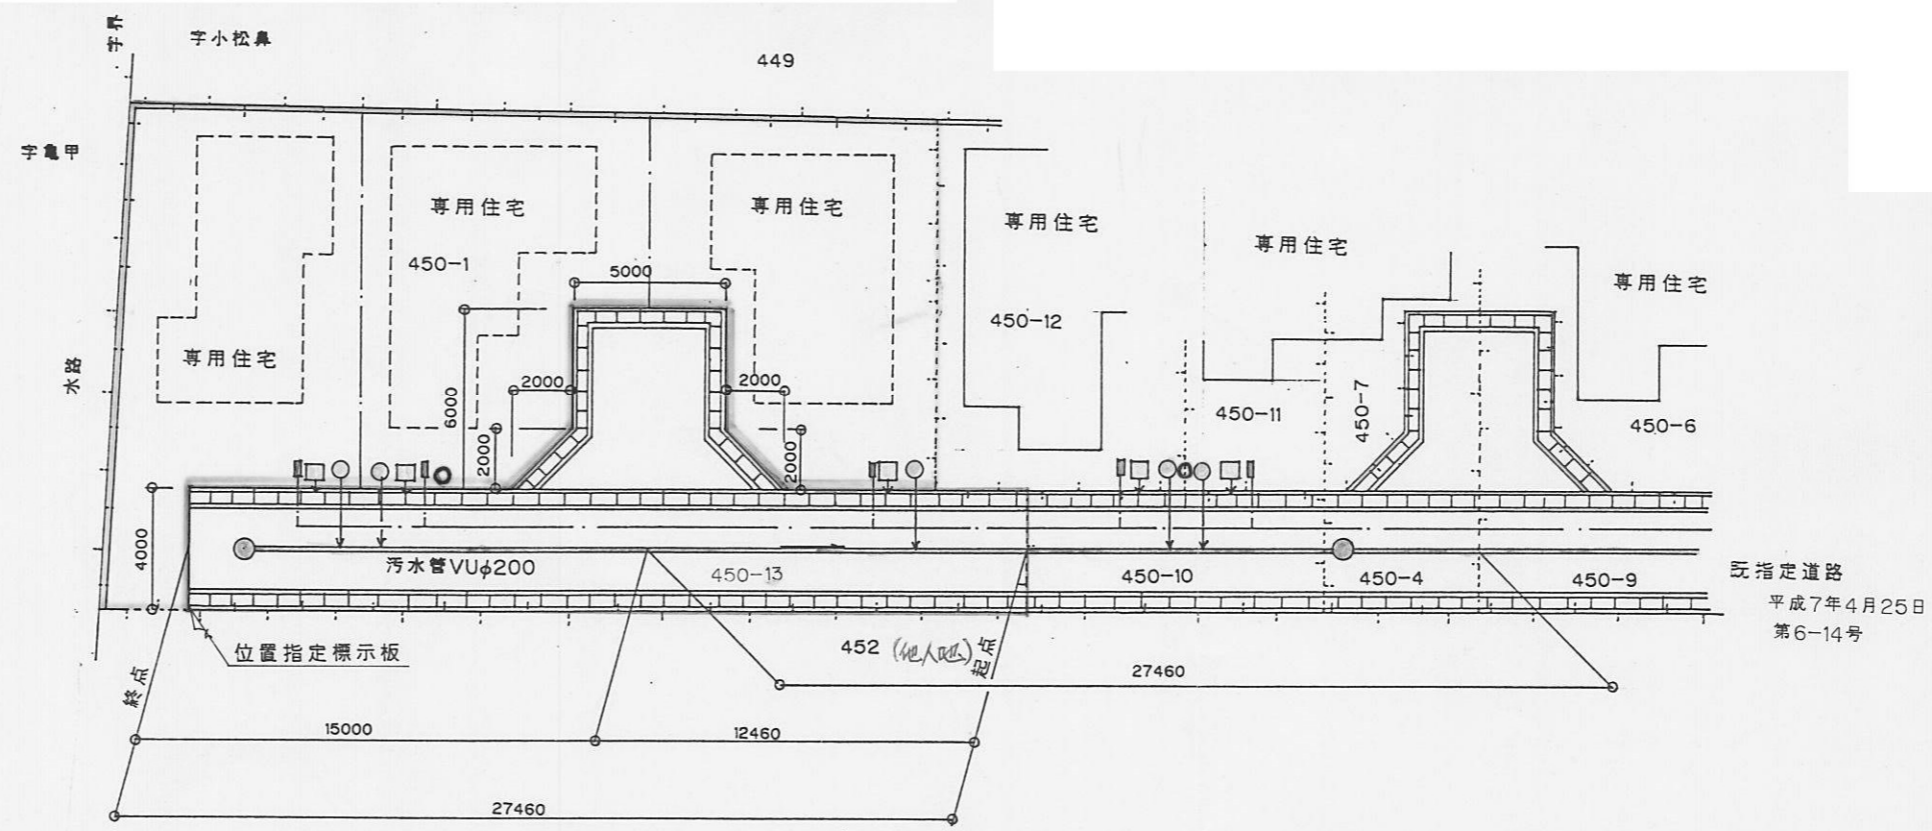 字界
字小松鼻
449
字亀甲
水路
専用住宅
専用住宅
450-1
専用住宅
専用住宅
450-12
専用住宅
専用住宅
450-11
450-7
450-6
5000
6000
2000
2000
2000
2000
4000
汚水管VUφ200
450-13
450-10
450-4
450-9
既指定道路
平成7年4月25日
第6-14号
位置指定標示板
452
起点
終点
27460
15000
12460
27460